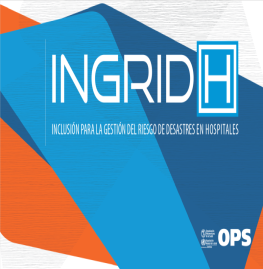 INGRID H
INCLUSIÓN PARA LA GESTIÓN DEL RIESGO DE DESASTRES EN HOSPITALES
OPS